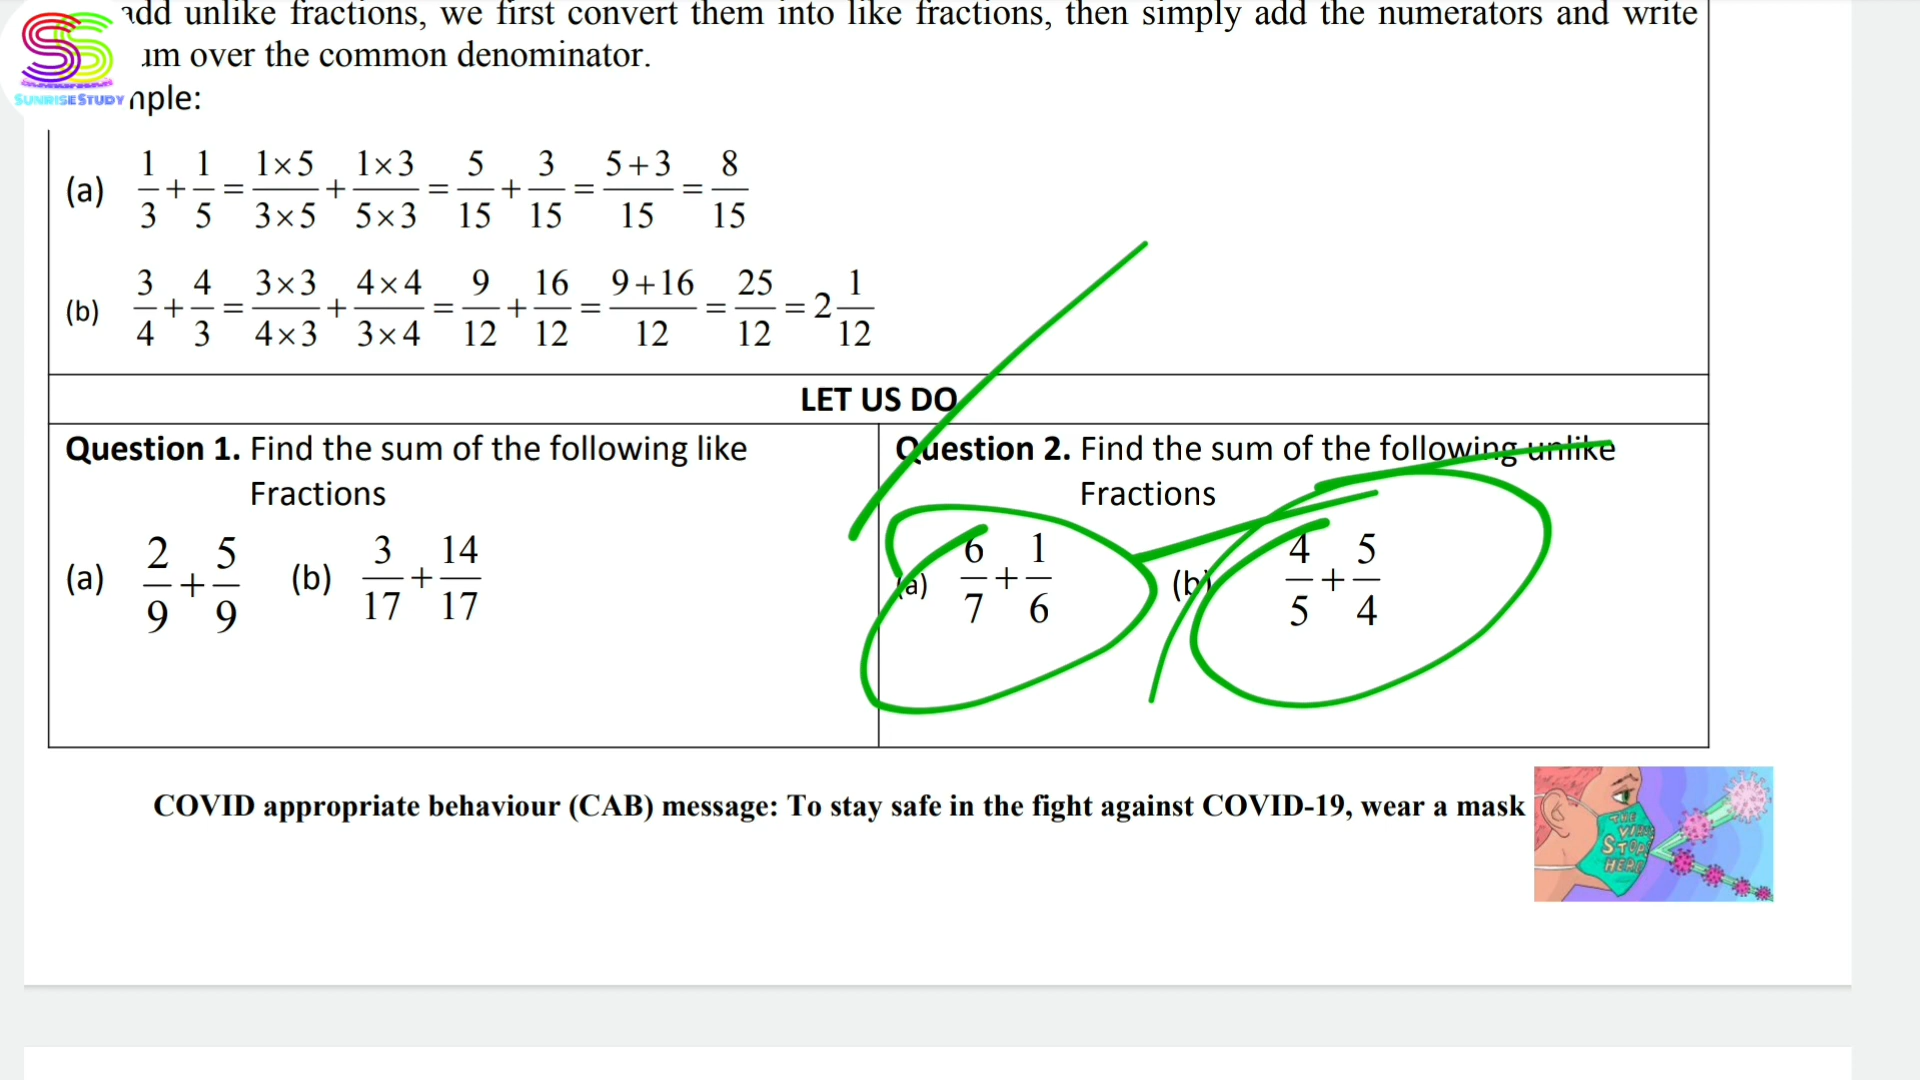 add unlike fractions, we first convert them into like fractions, then simply add the numerators and write
um over the common denominator.
SUNRISE STUDY
mple:
(a) 1/3 + 1/5 = 1×5/3×5 + 1×3/5×3 = 5/15 + 3/15 = 5+3/15 = 8/15
(b) 3/4 + 4/3 = 3×3/4×3 + 4×4/3×4 = 9/12 + 16/12 = 9+16/12 = 25/12 = 2 1/12
LET US DO
Question 1. Find the sum of the following like
Fractions
(a) 2/9 + 5/9 (b) 3/17 + 14/17
Question 2. Find the sum of the following unlike
Fractions
(a) 6/7 + 1/6 (b) 4/5 + 5/4
COVID appropriate behaviour (CAB) message: To stay safe in the fight against COVID-19, wear a mask
THE
VIRUS
STOPS
HERE